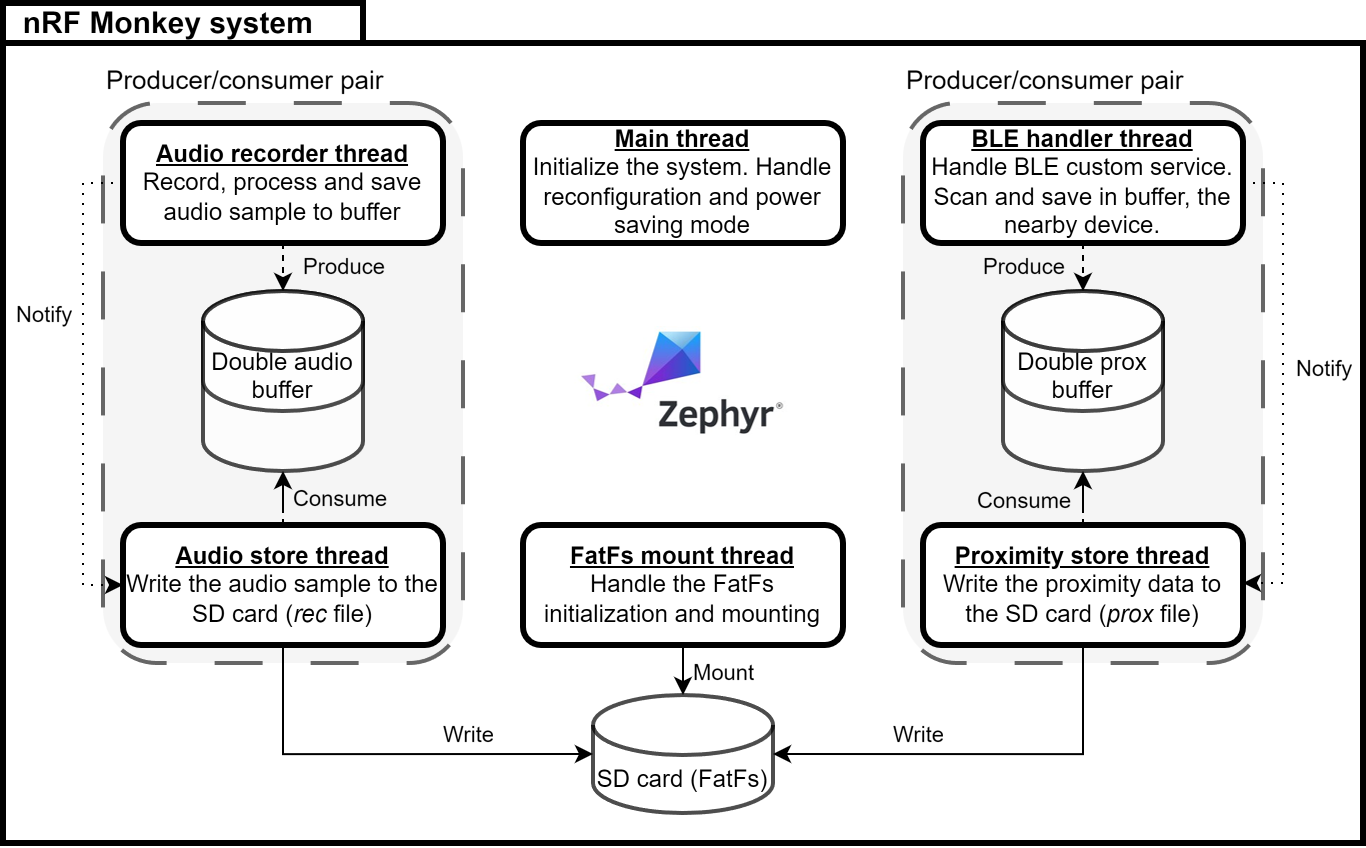 nRF Monkey system
Producer/consumer pair
Producer/consumer pair
Audio recorder thread
Record, process and save
audio sample to buffer
Main thread
Initialize the system. Handle
reconfiguration and power
saving mode
BLE handler thread
Handle BLE custom service.
Scan and save in buffer, the
nearby device.
Produce
Produce
Notify
Double audio
buffer
Zephyr®
Double prox
buffer
Notify
Consume
Consume
Audio store thread
Write the audio sample to the
SD card (rec file)
FatFs mount thread
Handle the FatFs
initialization and mounting
Proximity store thread
Write the proximity data to
the SD card (prox file)
Mount
Write
Write
SD card (FatFs)